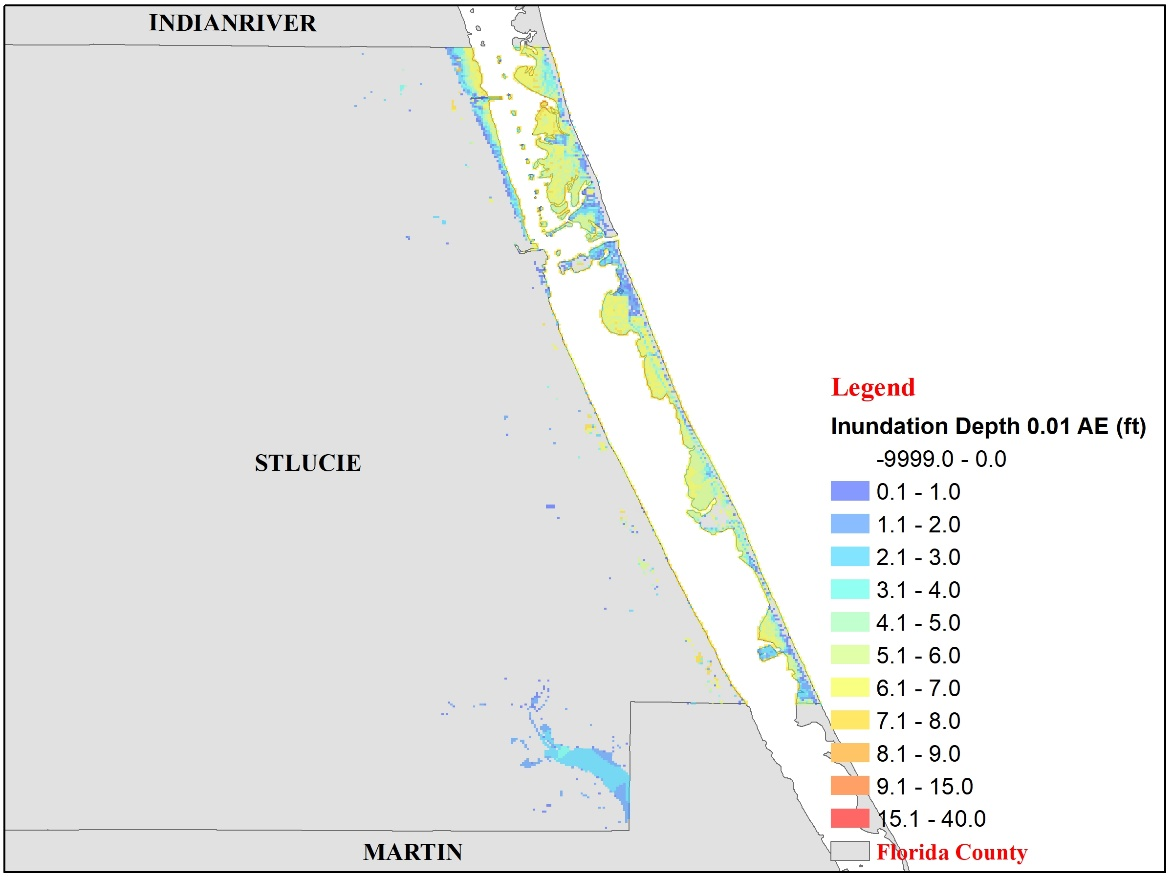 INDIANRIVER
STLUCIE
MARTIN
Legend
Inundation Depth 0.01 AE (ft)
-9999.0 - 0.0
0.1 - 1.0
1.1 - 2.0
2.1 - 3.0
3.1 - 4.0
4.1 - 5.0
5.1 - 6.0
6.1 - 7.0
7.1 - 8.0
8.1 - 9.0
9.1 - 15.0
15.1 - 40.0
Florida County